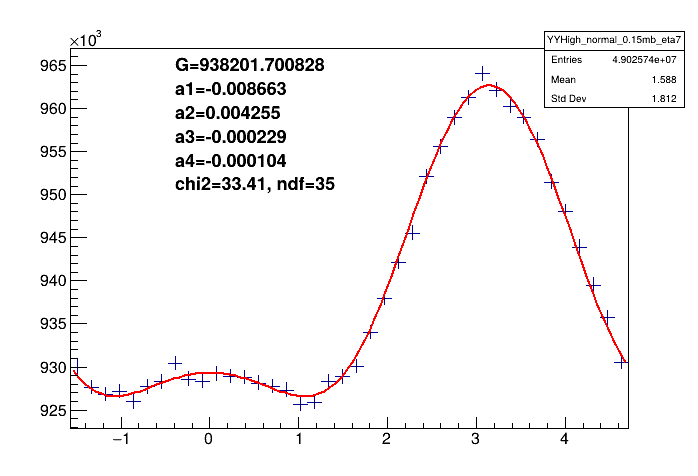 ×10³
YYHigh_normal_0.15mb_eta7
Entries 4.902574e+07
Mean 1.588
Std Dev 1.812
G=938201.700828
a1=-0.008663
a2=0.004255
a3=-0.000229
a4=-0.000104
chi2=33.41, ndf=35
965
960
955
950
945
940
935
930
925
−1 0 1 2 3 4